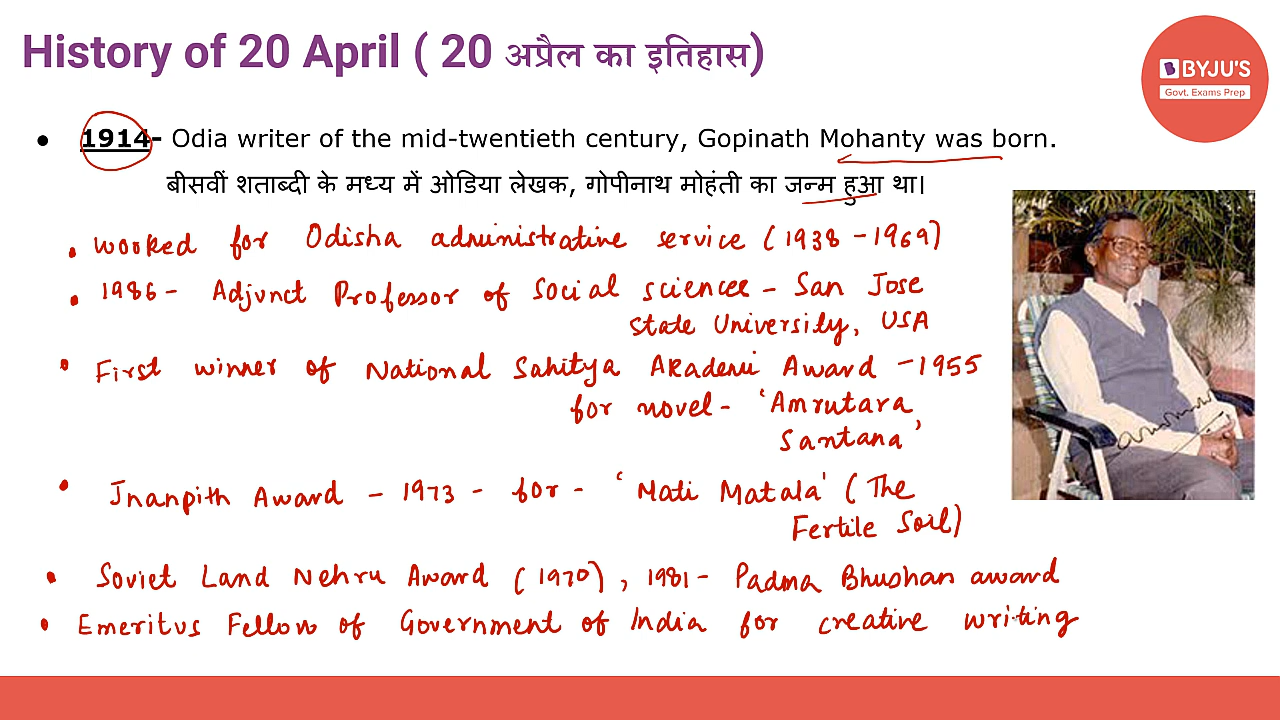 History of 20 April ( 20 अप्रैल का इतिहास)
BYJU'S
Govt. Exams Prep
• 1914- Odia writer of the mid-twentieth century, Gopinath Mohanty was born.
बीसवीं शताब्दी के मध्य में ओडिया लेखक, गोपीनाथ मोहंती का जन्म हुआ था।
• worked for Odisha administrative service (1938 - 1969)
• 1986 - Adjunct Professor of Social sciences - San Jose
State University, USA
• First winner of National Sahitya Akademi Award - 1955
for novel - 'Amrutara
Santana'
• Jnanpith Award - 1973 - for - 'Mati Matala' (The
Fertile Soil)
• Soviet Land Nehru Award (1970), 1981 - Padma Bhushan award
• Emeritus Fellow of Government of India for creative writing